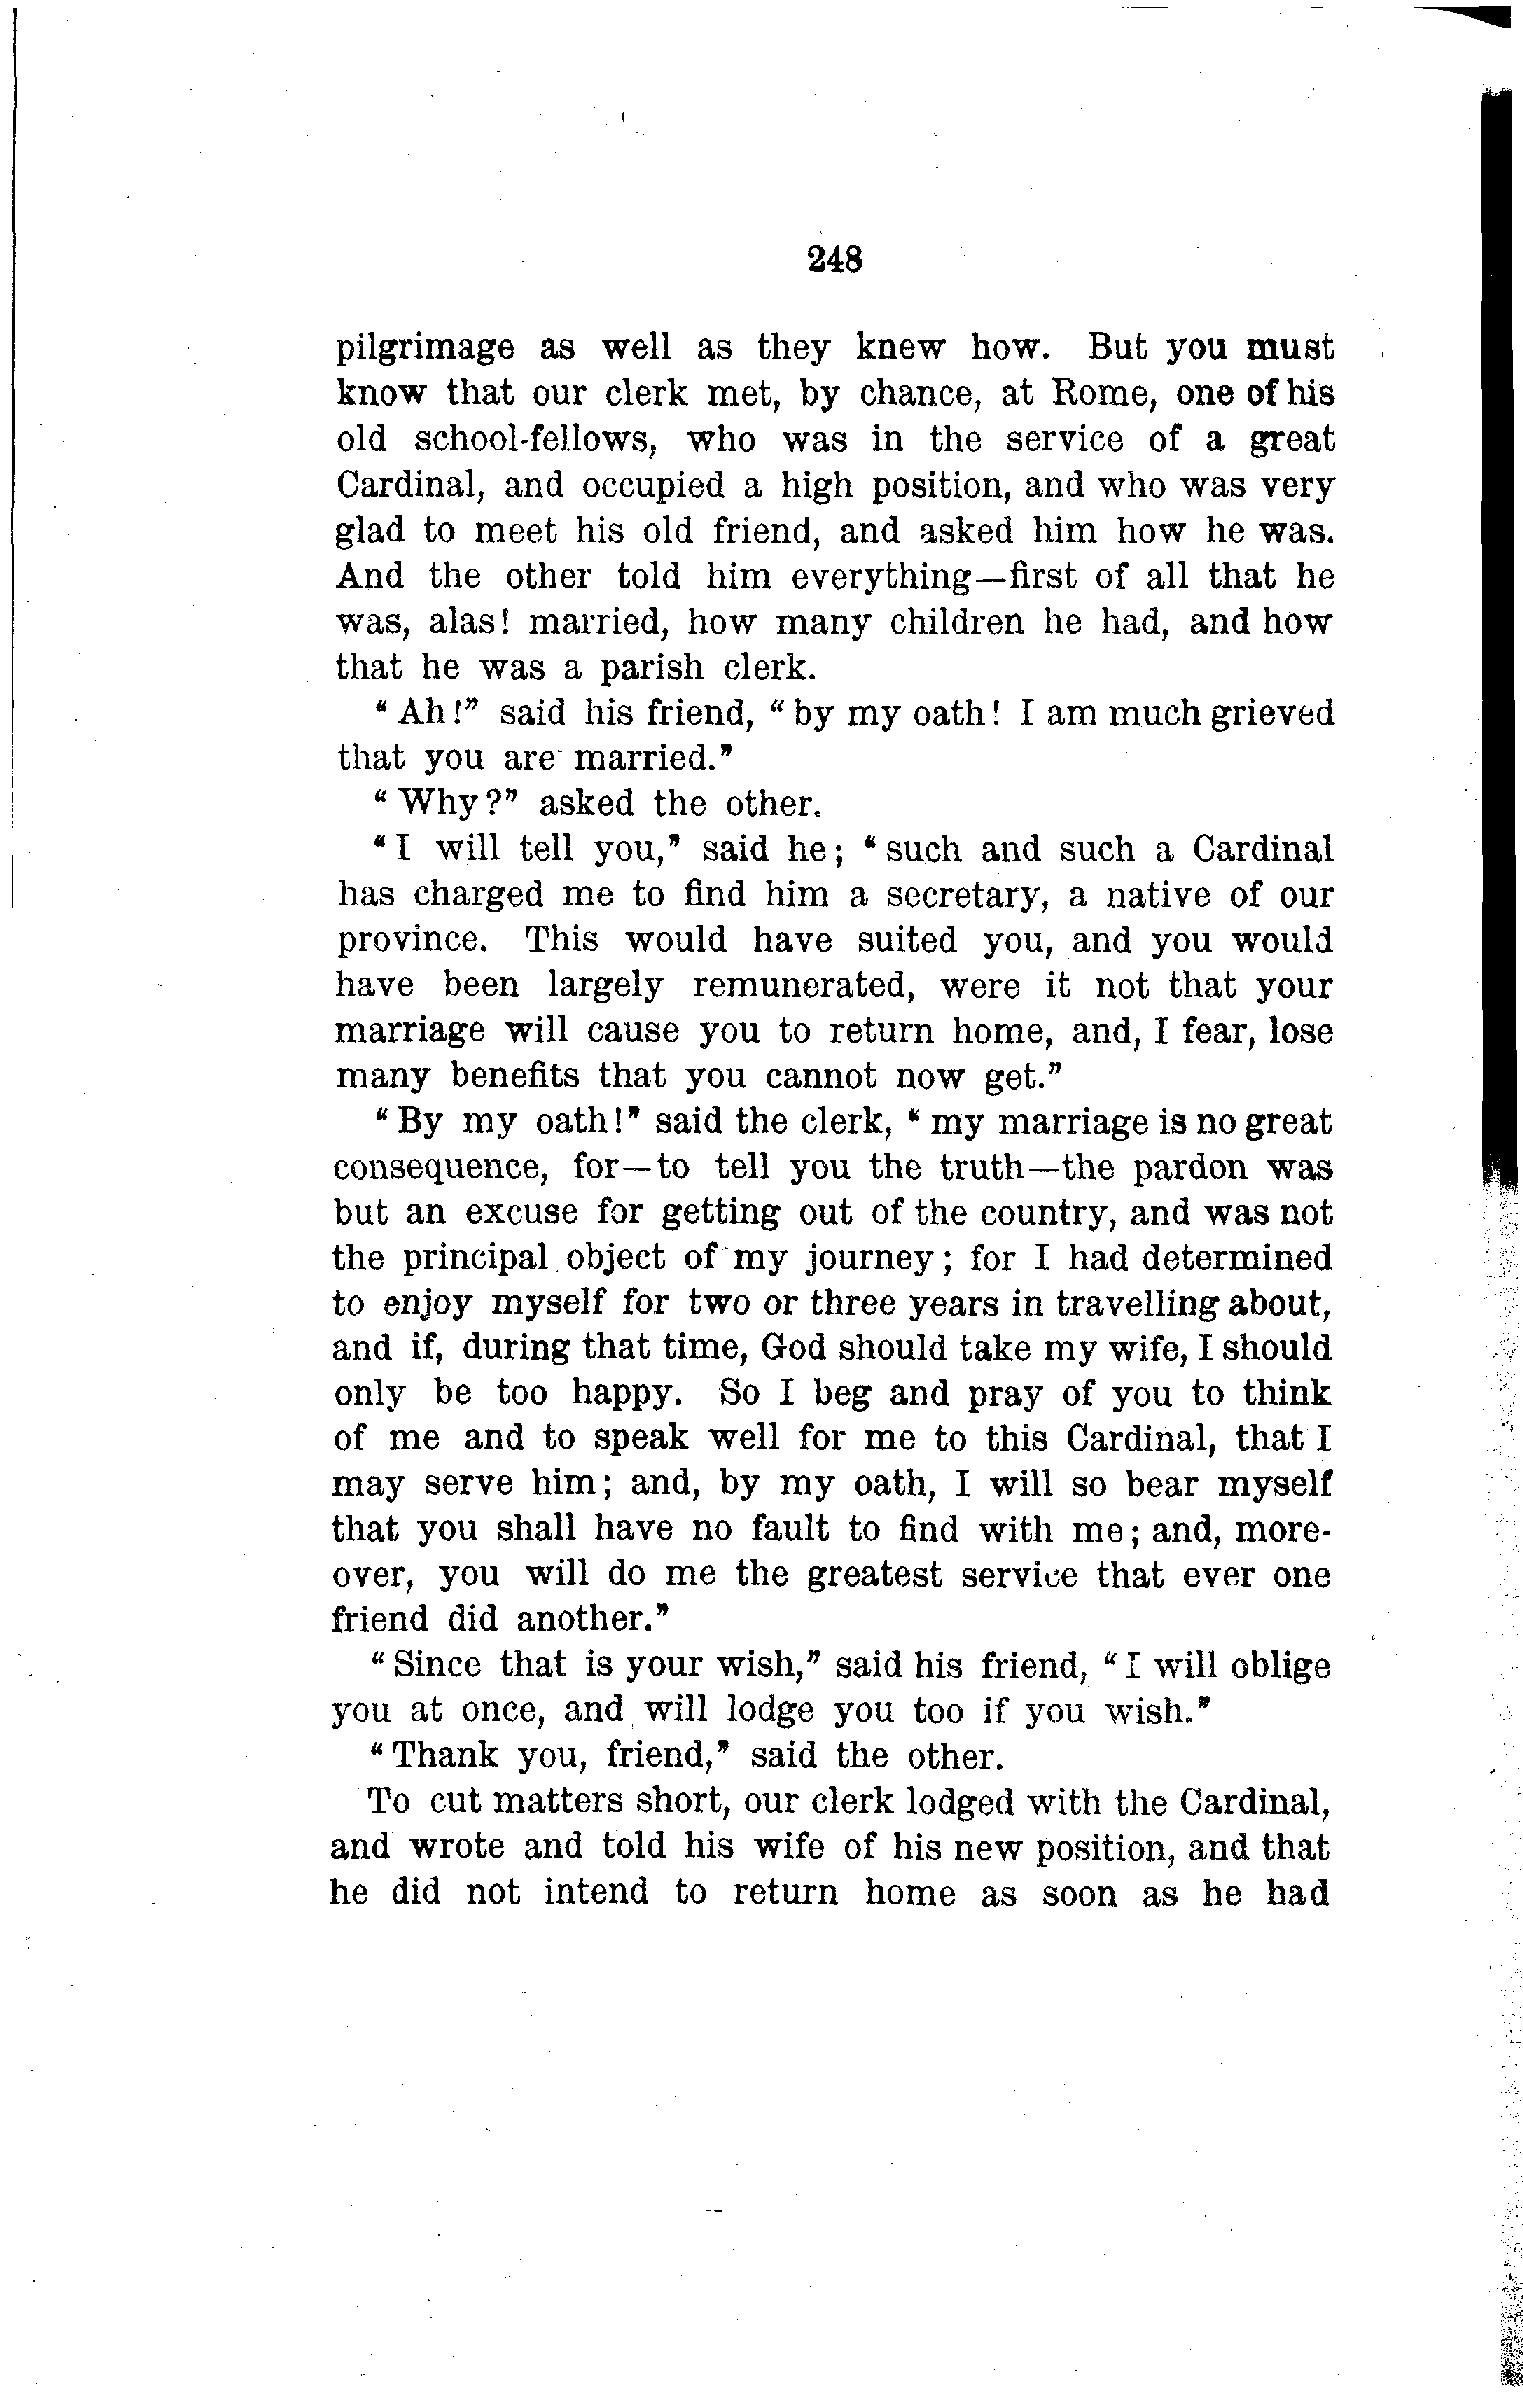 248
pilgrimage as well as they knew how. But you must
know that our clerk met, by chance, at Rome, one of his
old school-fellows, who was in the service of a great
Cardinal, and occupied a high position, and who was very
glad to meet his old friend, and asked him how he was.
And the other told him everything—first of all that he
was, alas! married, how many children he had, and how
that he was a parish clerk.
"Ah!" said his friend, "by my oath! I am much grieved
that you are married."
"Why?" asked the other.
"I will tell you," said he; "such and such a Cardinal
has charged me to find him a secretary, a native of our
province. This would have suited you, and you would
have been largely remunerated, were it not that your
marriage will cause you to return home, and, I fear, lose
many benefits that you cannot now get."
"By my oath!" said the clerk, "my marriage is no great
consequence, for—to tell you the truth—the pardon was
but an excuse for getting out of the country, and was not
the principal object of my journey; for I had determined
to enjoy myself for two or three years in travelling about,
and if, during that time, God should take my wife, I should
only be too happy. So I beg and pray of you to think
of me and to speak well for me to this Cardinal, that I
may serve him; and, by my oath, I will so bear myself
that you shall have no fault to find with me; and, more-
over, you will do me the greatest service that ever one
friend did another."
"Since that is your wish," said his friend, "I will oblige
you at once, and will lodge you too if you wish."
"Thank you, friend," said the other.
To cut matters short, our clerk lodged with the Cardinal,
and wrote and told his wife of his new position, and that
he did not intend to return home as soon as he had